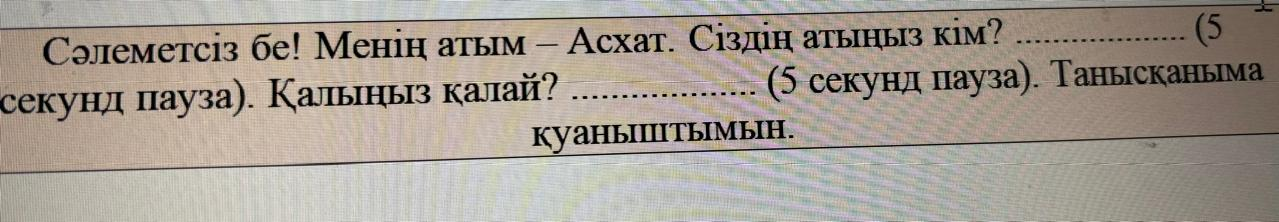 Сәлеметсіз бе! Менің атым – Асхат. Сіздің атыңыз кім? ................... (5
секунд пауза). Қалыңыз қалай? ................... (5 секунд пауза). Танысқаныма
қуаныштымын.